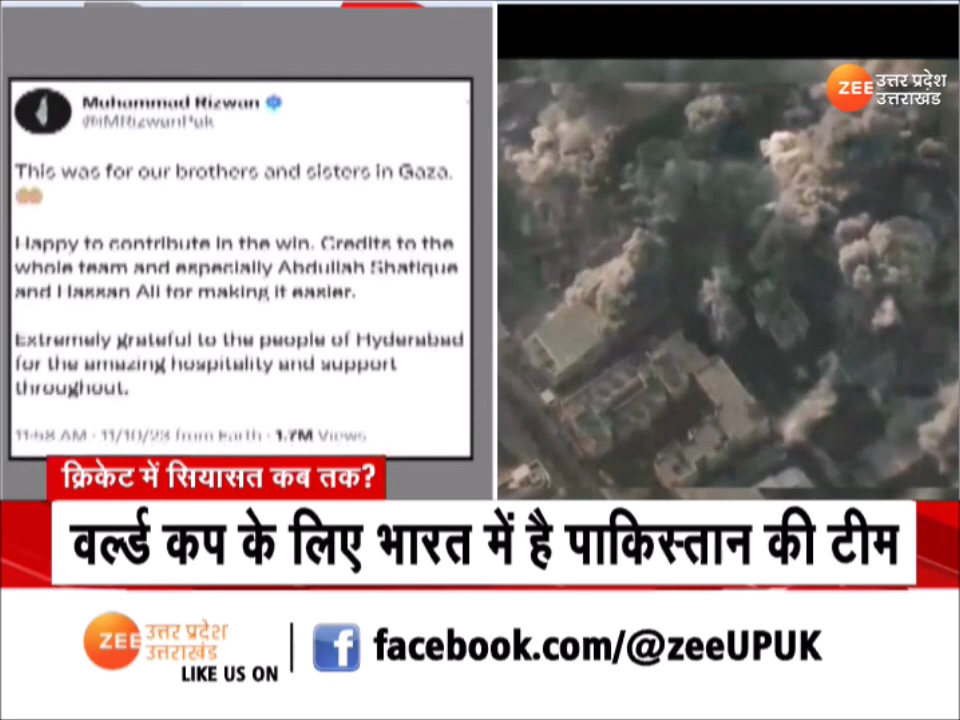 Muhammad Rizwan
@iMRizwanPak
This was for our brothers and sisters in Gaza.
Happy to contribute in the win. Credits to the
whole team and especially Abdullah Shafique
and Hassan Ali for making it easier.
Extremely grateful to the people of Hyderabad
for the amazing hospitality and support
throughout.
11:58 AM · 11/10/23 from Earth · 1.7M Views
ZEE उत्तर प्रदेश
उत्तराखंड
क्रिकेट में सियासत कब तक?
वर्ल्ड कप के लिए भारत में है पाकिस्तान की टीम
ZEE उत्तर प्रदेश
उत्तराखंड
LIKE US ON
f facebook.com/@zeeUPUK